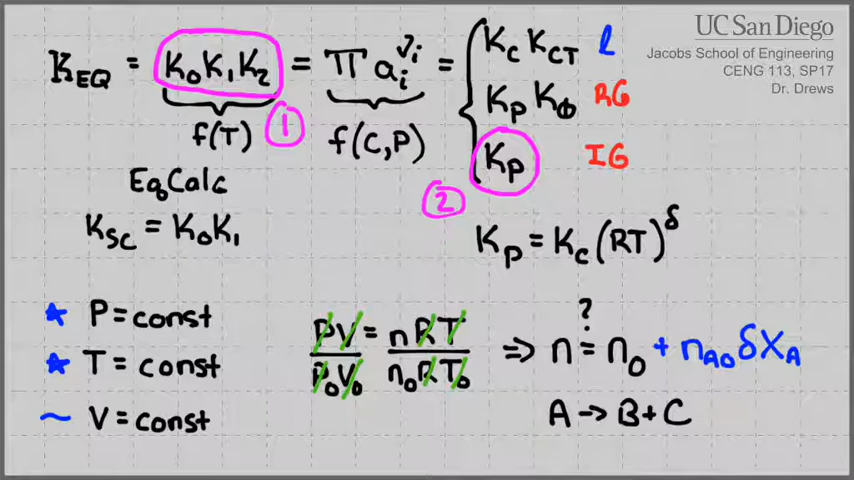 UC San Diego
Jacobs School of Engineering
CENG 113, SP17
Dr. Drews
K_EQ = K₀K₁K₂ = Π a_i^{ν_i} = { K_C K_CT l
K_P K_Φ RG
K_P IG
f(T) 1 f(C,P)
2
EqCalc
K_SC = K₀K₁
K_P = K_C (RT)^δ
★ P = const
★ T = const
~ V = const
PV = nRT
P₀V₀ n₀RT₀
?
⇒ n = n₀ + n_A₀ δX_A
A → B + C